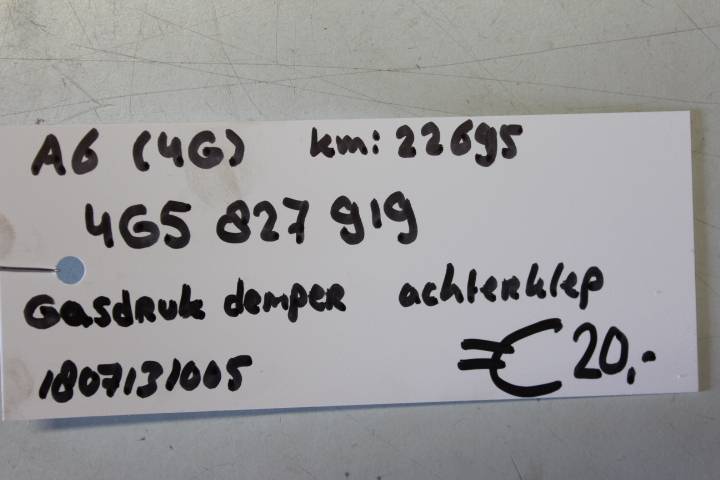 A6 (4G) km: 22695
4G5 827 919
Gasdruk demper achterklep
1807131005
€ 20,-